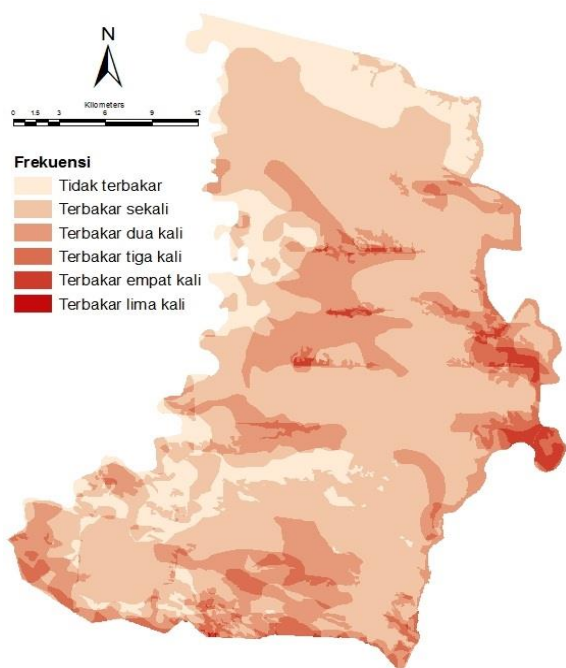 N
Kilometers
0 1.5 3 6 9 12
Frekuensi
Tidak terbakar
Terbakar sekali
Terbakar dua kali
Terbakar tiga kali
Terbakar empat kali
Terbakar lima kali